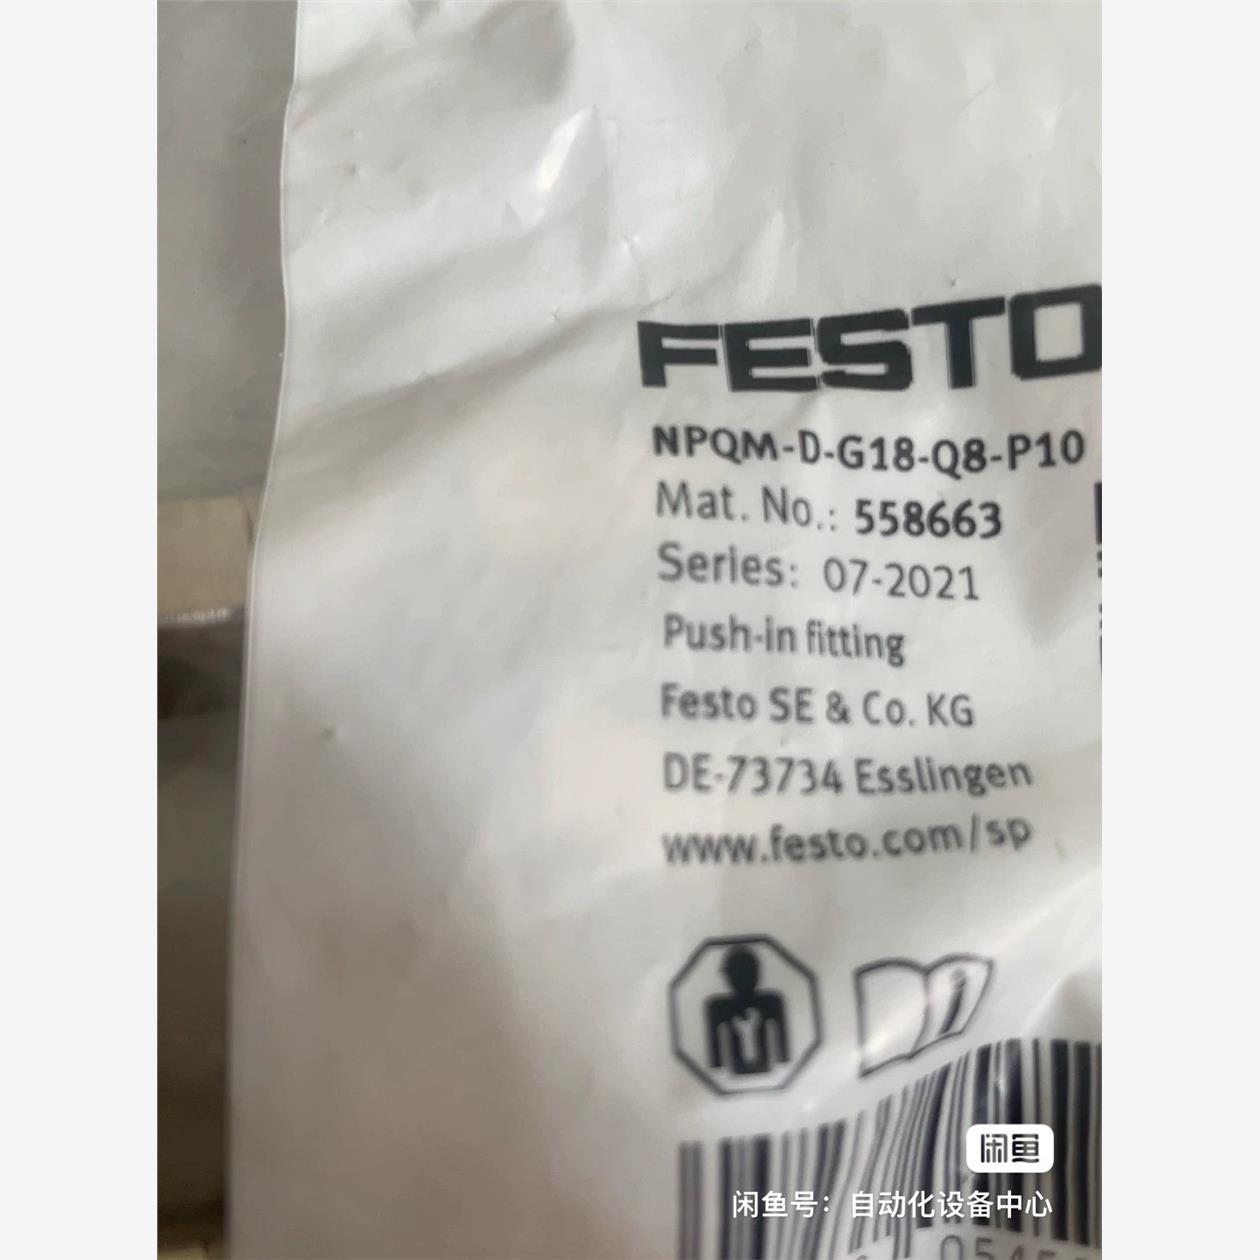 FESTO
NPQM-D-G18-Q8-P10
Mat. No.: 558663
Series: 07-2021
Push-in fitting
Festo SE & Co. KG
DE-73734 Esslingen
www.festo.com/sp
闲鱼
闲鱼号：自动化设备中心